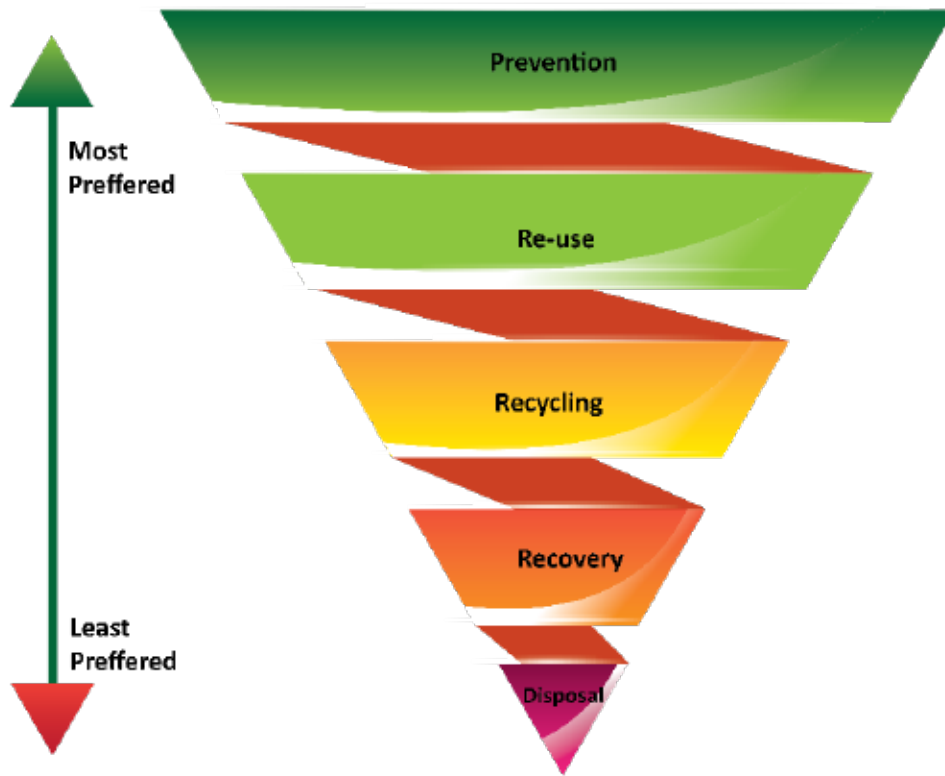 Prevention
Most
Preffered
Re-use
Recycling
Recovery
Least
Preffered
Disposal